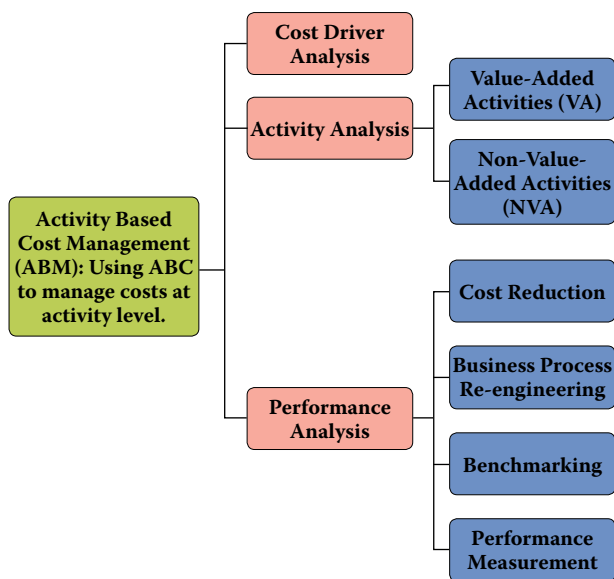 Cost Driver
Analysis
Activity Analysis
Value-Added
Activities (VA)
Non-Value-
Added Activities
(NVA)
Activity Based
Cost Management
(ABM): Using ABC
to manage costs at
activity level.
Performance
Analysis
Cost Reduction
Business Process
Re-engineering
Benchmarking
Performance
Measurement